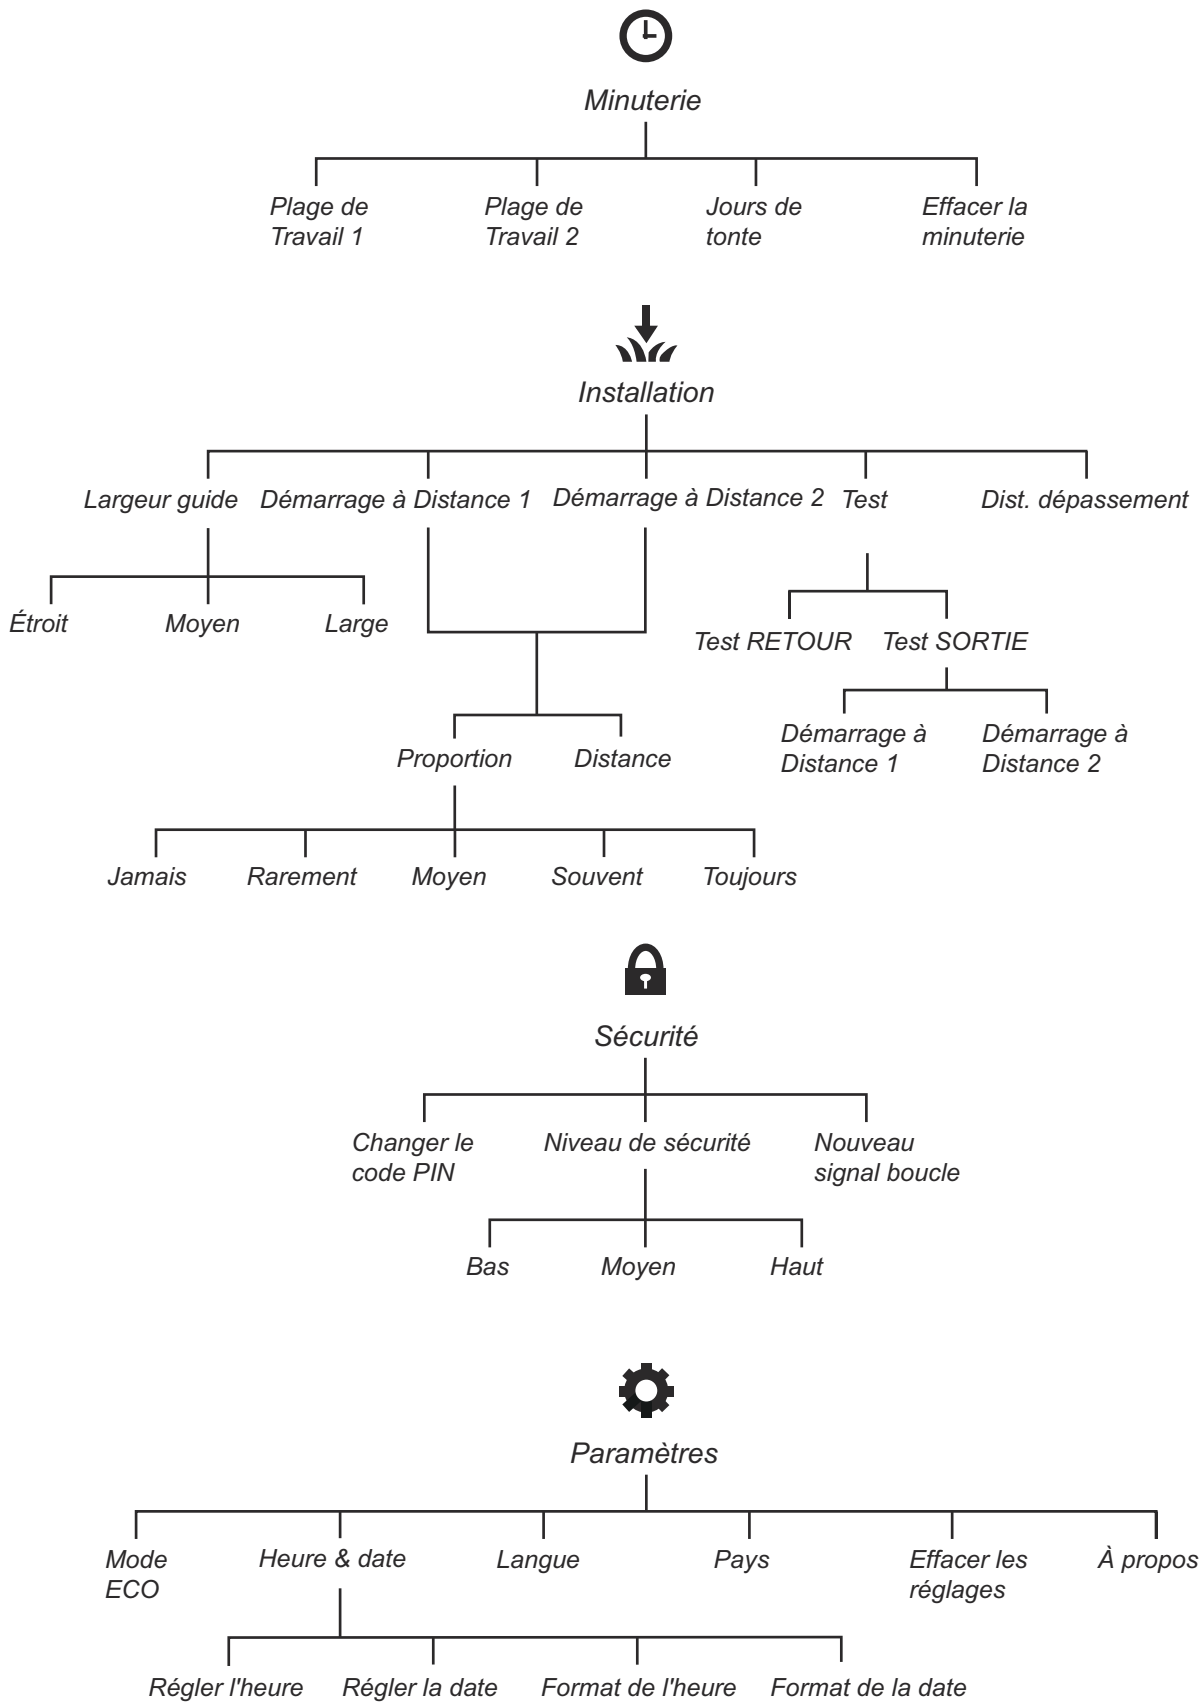 Minuterie
Plage de
Travail 1
Plage de
Travail 2
Jours de
tonte
Effacer la
minuterie
Installation
Largeur guide
Démarrage à Distance 1
Démarrage à Distance 2
Test
Dist. dépassement
Étroit
Moyen
Large
Test RETOUR
Test SORTIE
Démarrage à
Distance 1
Démarrage à
Distance 2
Proportion
Distance
Jamais
Rarement
Moyen
Souvent
Toujours
Sécurité
Changer le
code PIN
Niveau de sécurité
Nouveau
signal boucle
Bas
Moyen
Haut
Paramètres
Mode
ECO
Heure & date
Langue
Pays
Effacer les
réglages
À propos
Régler l'heure
Régler la date
Format de l'heure
Format de la date